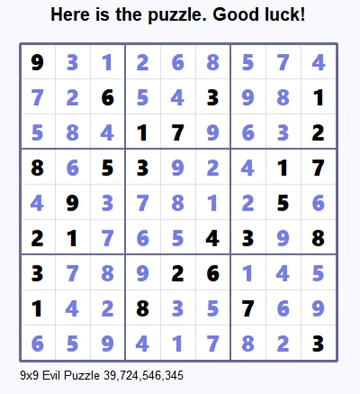 Here is the puzzle. Good luck!
9 3 1 2 6 8 5 7 4
7 2 6 5 4 3 9 8 1
5 8 4 1 7 9 6 3 2
8 6 5 3 9 2 4 1 7
4 9 3 7 8 1 2 5 6
2 1 7 6 5 4 3 9 8
3 7 8 9 2 6 1 4 5
1 4 2 8 3 5 7 6 9
6 5 9 4 1 7 8 2 3
9x9 Evil Puzzle 39,724,546,345